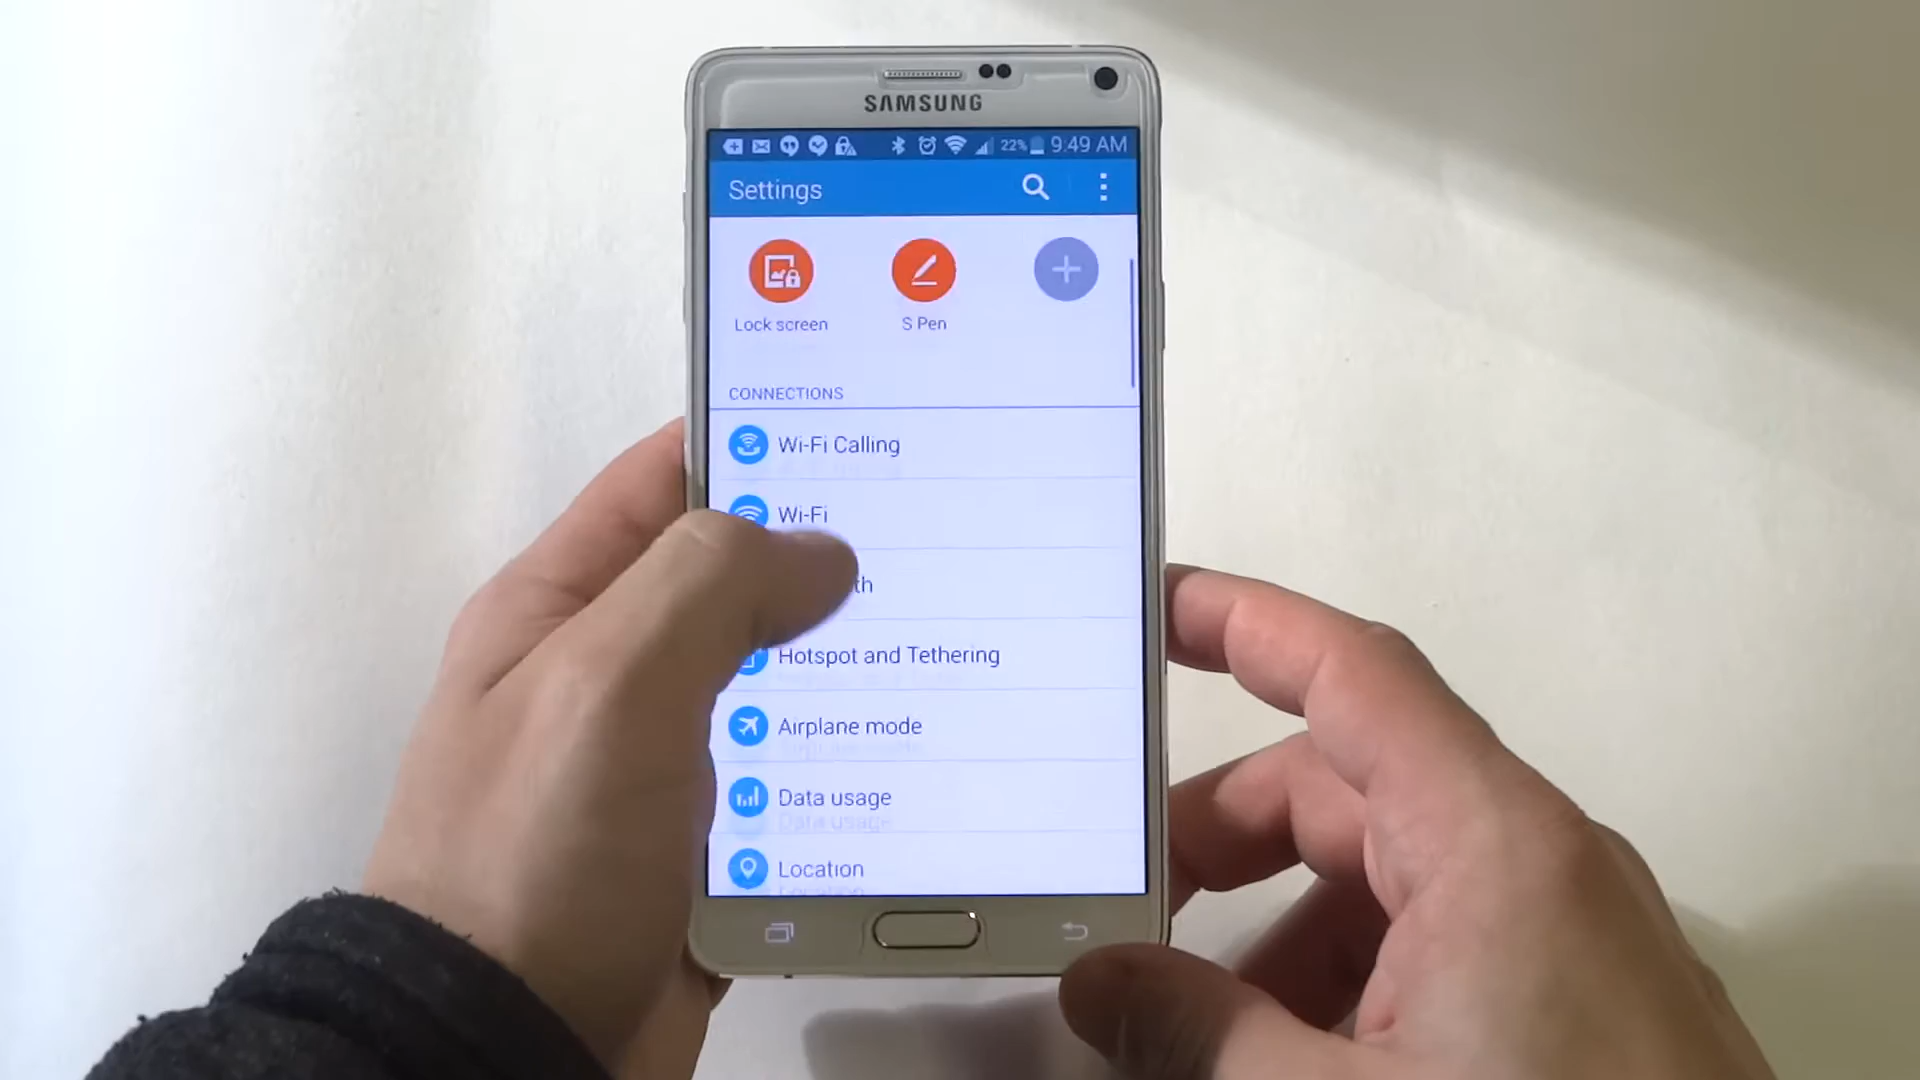 SAMSUNG
22% 9:49 AM
Settings
Lock screen
S Pen
CONNECTIONS
Wi-Fi Calling
Wi-Fi
th
Hotspot and Tethering
Airplane mode
Data usage
Location